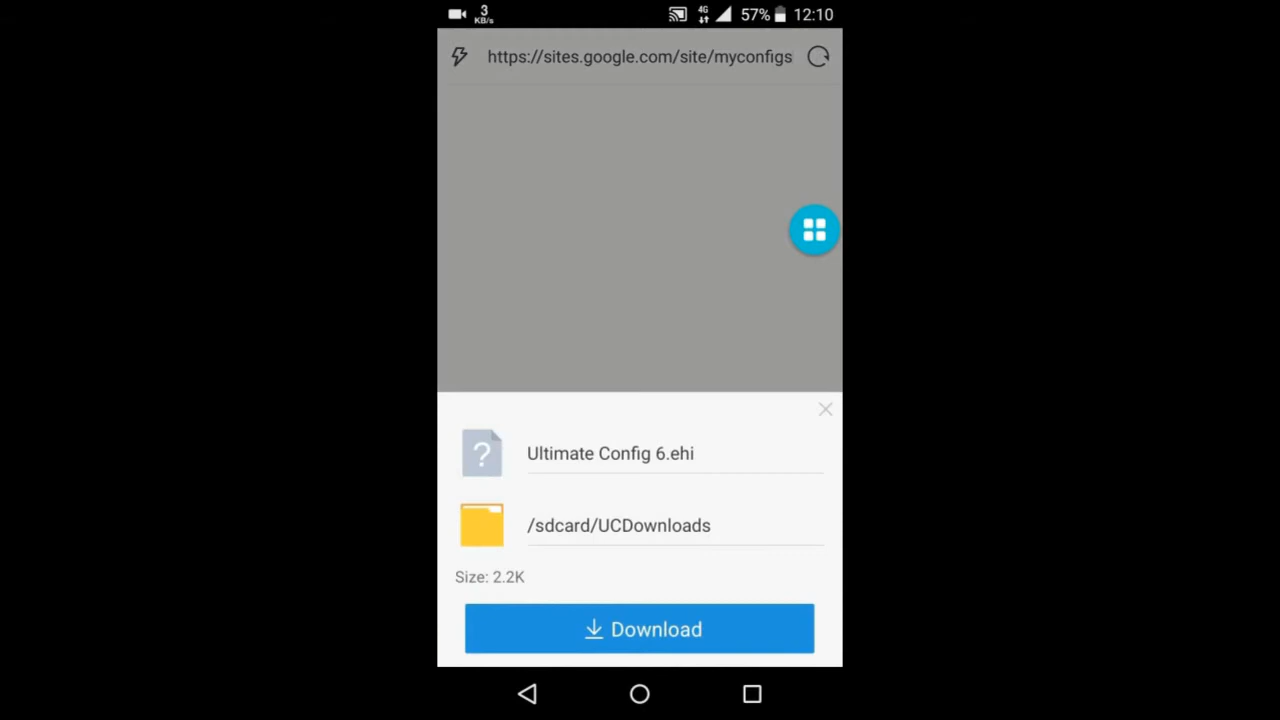 3
KB/s
4G
57%
12:10
https://sites.google.com/site/myconfigs
?
Ultimate Config 6.ehi
/sdcard/UCDownloads
Size: 2.2K
Download